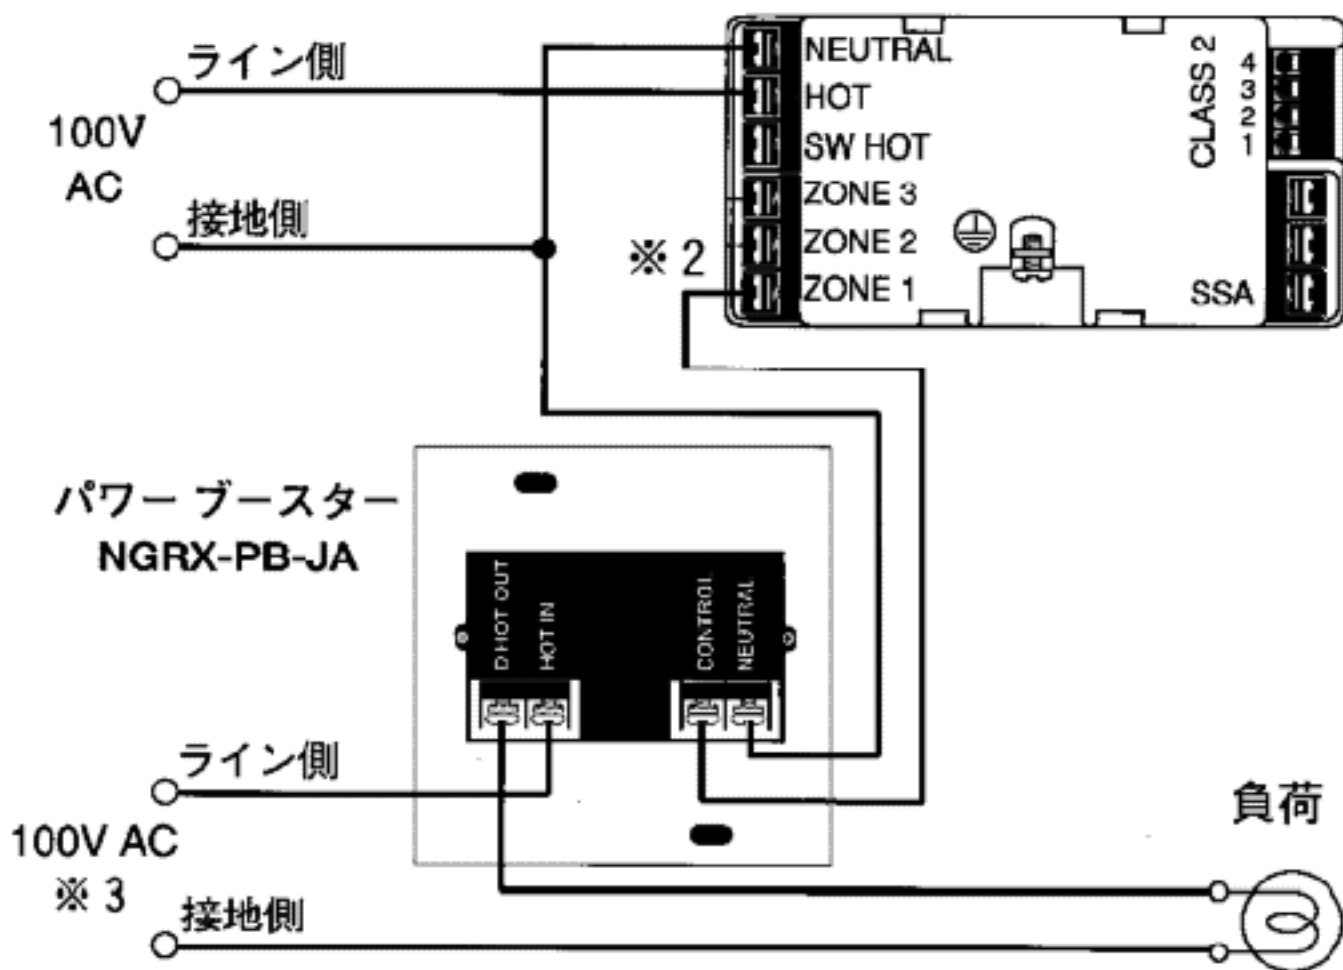 ライン側
100V
AC
接地側
NEUTRAL
HOT
SW HOT
ZONE 3
ZONE 2
ZONE 1
※ 2
CLASS 2
4
3
2
1
SSA
パワー ブースター
NGRX-PB-JA
D HOT OUT
HOT IN
CONTROL
NEUTRAL
ライン側
100V AC
※ 3
接地側
負荷